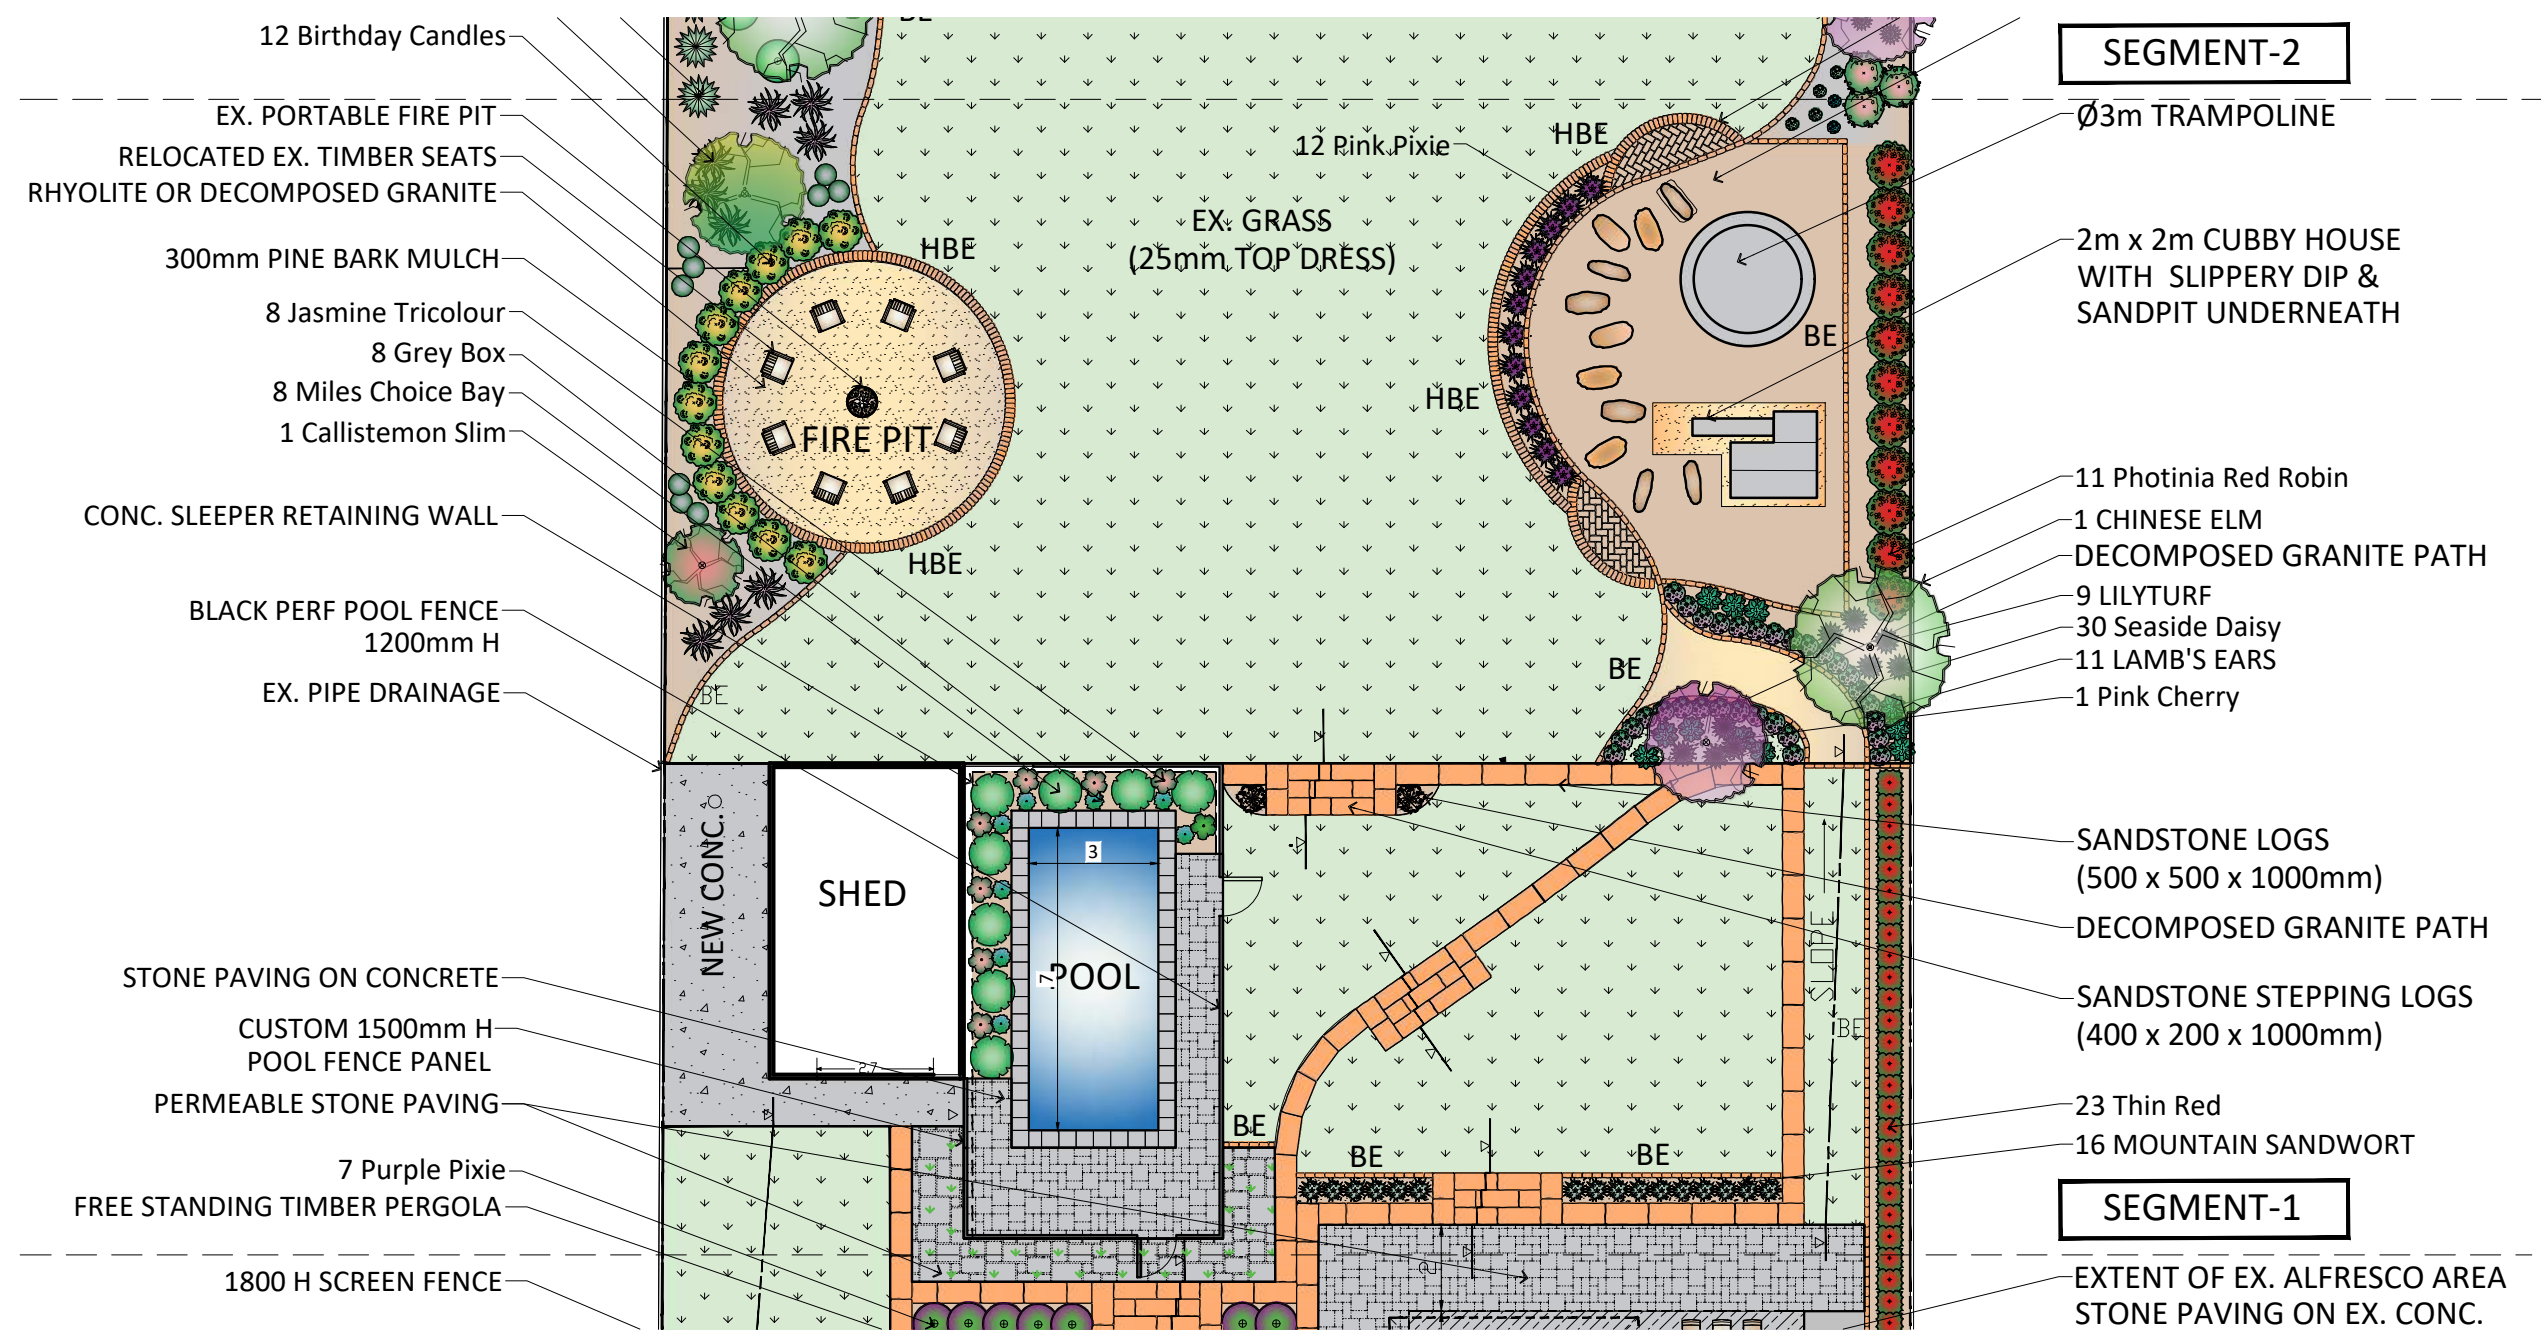 12 Birthday Candles
EX. PORTABLE FIRE PIT
RELOCATED EX. TIMBER SEATS
RHYOLITE OR DECOMPOSED GRANITE
300mm PINE BARK MULCH
8 Jasmine Tricolour
8 Grey Box
8 Miles Choice Bay
1 Callistemon Slim
CONC. SLEEPER RETAINING WALL
BLACK PERF POOL FENCE
1200mm H
EX. PIPE DRAINAGE
STONE PAVING ON CONCRETE
CUSTOM 1500mm H
POOL FENCE PANEL
PERMEABLE STONE PAVING
7 Purple Pixie
FREE STANDING TIMBER PERGOLA
1800 H SCREEN FENCE
BE
HBE
12 Pink Pixie
EX. GRASS
(25mm TOP DRESS)
HBE
BE
HBE
FIRE PIT
HBE
BE
BE
NEW CONC.
SHED
2.7
3
7
POOL
BE
BE
BE
SLOPE
BE
2
SEGMENT-2
Ø3m TRAMPOLINE
2m x 2m CUBBY HOUSE
WITH SLIPPERY DIP &
SANDPIT UNDERNEATH
11 Photinia Red Robin
1 CHINESE ELM
DECOMPOSED GRANITE PATH
9 LILYTURF
30 Seaside Daisy
11 LAMB'S EARS
1 Pink Cherry
SANDSTONE LOGS
(500 x 500 x 1000mm)
DECOMPOSED GRANITE PATH
SANDSTONE STEPPING LOGS
(400 x 200 x 1000mm)
23 Thin Red
16 MOUNTAIN SANDWORT
SEGMENT-1
EXTENT OF EX. ALFRESCO AREA
STONE PAVING ON EX. CONC.